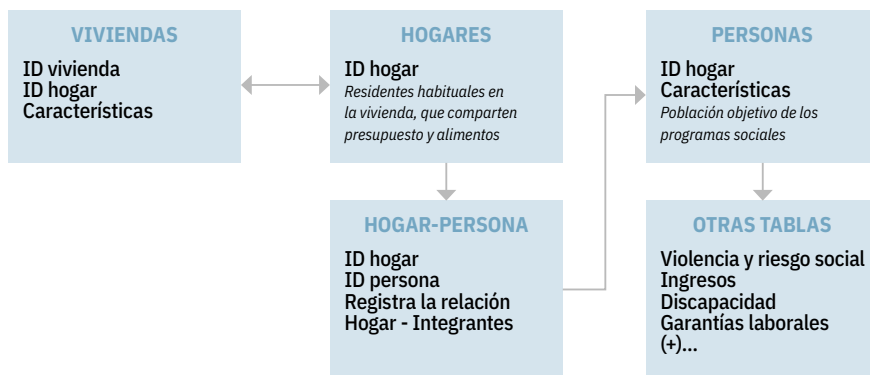 VIVIENDAS
ID vivienda
ID hogar
Características
HOGARES
ID hogar
Residentes habituales en
la vivienda, que comparten
presupuesto y alimentos
PERSONAS
ID hogar
Características
Población objetivo de los
programas sociales
HOGAR-PERSONA
ID hogar
ID persona
Registra la relación
Hogar - Integrantes
OTRAS TABLAS
Violencia y riesgo social
Ingresos
Discapacidad
Garantías laborales
(+)...